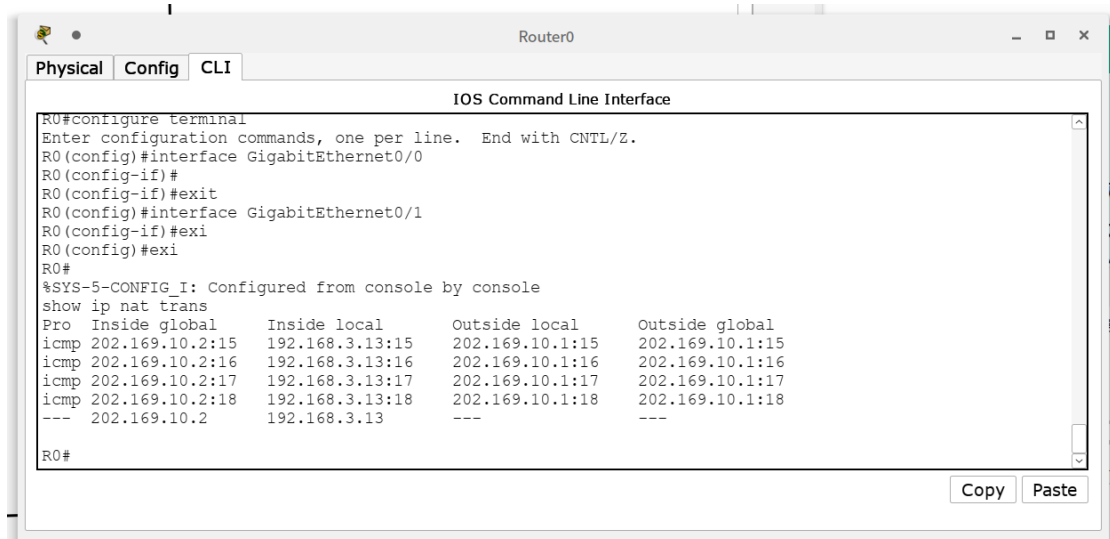 Router0
Physical Config CLI
IOS Command Line Interface
R0#configure terminal
Enter configuration commands, one per line.  End with CNTL/Z.
R0(config)#interface GigabitEthernet0/0
R0(config-if)#
R0(config-if)#exit
R0(config)#interface GigabitEthernet0/1
R0(config-if)#exi
R0(config)#exi
R0#
%SYS-5-CONFIG_I: Configured from console by console
show ip nat trans
Pro  Inside global     Inside local       Outside local      Outside global
icmp 202.169.10.2:15   192.168.3.13:15    202.169.10.1:15    202.169.10.1:15
icmp 202.169.10.2:16   192.168.3.13:16    202.169.10.1:16    202.169.10.1:16
icmp 202.169.10.2:17   192.168.3.13:17    202.169.10.1:17    202.169.10.1:17
icmp 202.169.10.2:18   192.168.3.13:18    202.169.10.1:18    202.169.10.1:18
---  202.169.10.2      192.168.3.13       ---                ---
R0#
Copy Paste